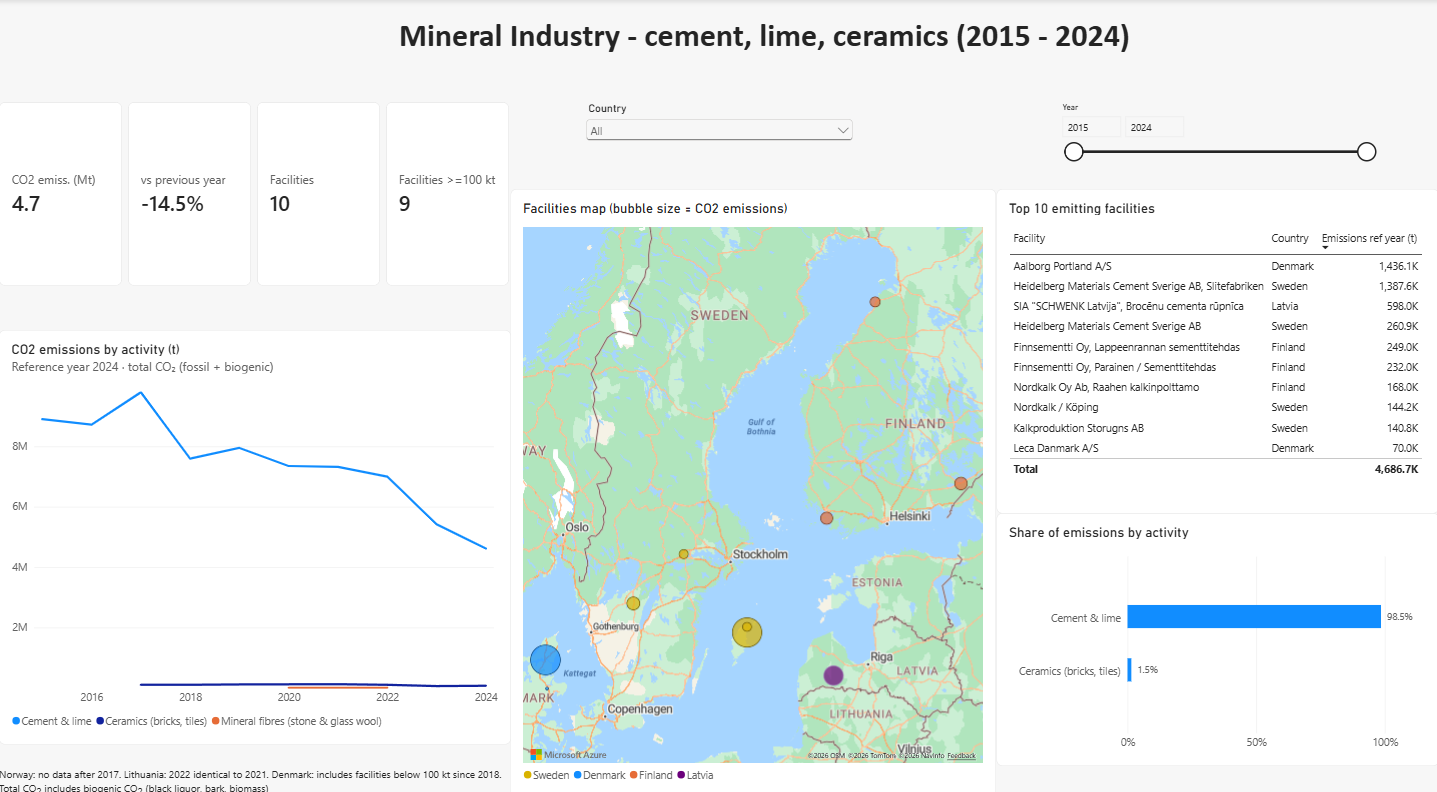 Mineral Industry - cement, lime, ceramics (2015 - 2024)
CO2 emiss. (Mt)
4.7
vs previous year
-14.5%
Facilities
10
Facilities >=100 kt
9
Country
All
Year
2015 2024
CO2 emissions by activity (t)
Reference year 2024 · total CO₂ (fossil + biogenic)
8M
6M
4M
2M
2016 2018 2020 2022 2024
Cement & lime Ceramics (bricks, tiles) Mineral fibres (stone & glass wool)
Norway: no data after 2017. Lithuania: 2022 identical to 2021. Denmark: includes facilities below 100 kt since 2018.
Total CO₂ includes biogenic CO₂ (black liquor, bark, biomass)
Facilities map (bubble size = CO2 emissions)
SWEDEN
Gulf of
Bothnia
FINLAND
WAY
Helsinki
Oslo
Stockholm
ESTONIA
Gothenburg
Riga
Kattegat
LATVIA
MARK
Copenhagen
LITHUANIA
Vilnius
Microsoft Azure
©2026 OSM ©2026 TomTom ©2026 NavInfo Feedback
Sweden Denmark Finland Latvia
Top 10 emitting facilities
Facility Country Emissions ref year (t)
Aalborg Portland A/S Denmark 1,436.1K
Heidelberg Materials Cement Sverige AB, Slitefabriken Sweden 1,387.6K
SIA "SCHWENK Latvija", Brocēnu cementa rūpnīca Latvia 598.0K
Heidelberg Materials Cement Sverige AB Sweden 260.9K
Finnsementti Oy, Lappeenrannan sementtitehdas Finland 249.0K
Finnsementti Oy, Parainen / Sementtitehdas Finland 232.0K
Nordkalk Oy Ab, Raahen kalkinpolttamo Finland 168.0K
Nordkalk / Köping Sweden 144.2K
Kalkproduktion Storugns AB Sweden 140.8K
Leca Danmark A/S Denmark 70.0K
Total 4,686.7K
Share of emissions by activity
Cement & lime 98.5%
Ceramics (bricks, tiles) 1.5%
0% 50% 100%